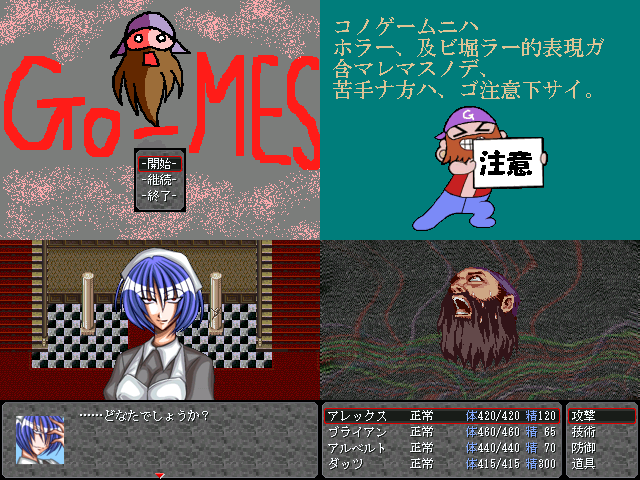 Go-MES
-開始-
-継続-
-終了-
コノゲームニハ
ホラー、及ビ堀ラー的表現ガ
含マレマスノデ、
苦手ナ方ハ、ゴ注意下サイ。
G
注意
……どなたでしょうか?
アレックス 正常 体420/420 精120
ブライアン 正常 体460/460 精 65
アルベルト 正常 体440/440 精 70
ダッツ 正常 体415/415 精300
攻撃
技術
防御
道具